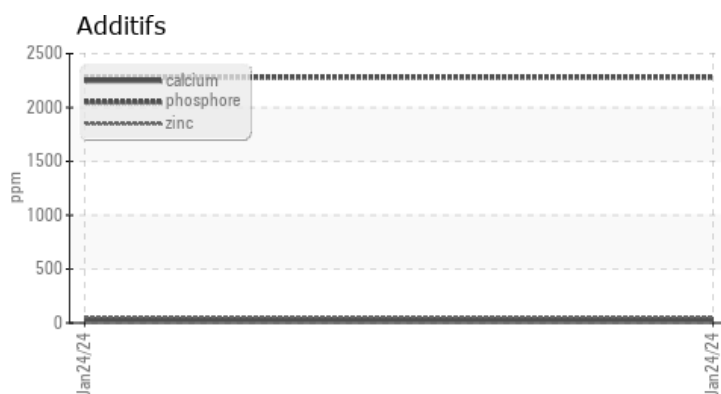 Additifs
2500
2000
1500
1000
500
0
ppm
calcium
phosphore
zinc
Jan24/24
Jan24/24